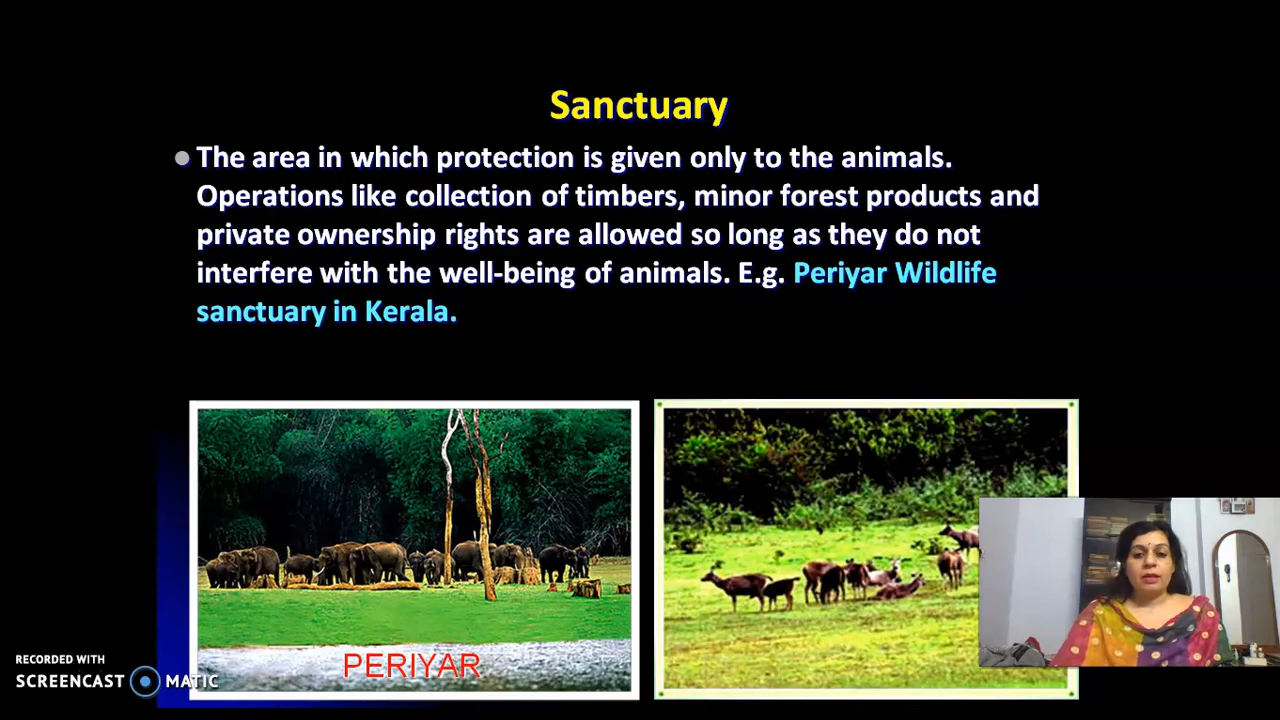 Sanctuary
The area in which protection is given only to the animals.
Operations like collection of timbers, minor forest products and
private ownership rights are allowed so long as they do not
interfere with the well-being of animals. E.g. Periyar Wildlife
sanctuary in Kerala.
PERIYAR
RECORDED WITH
SCREENCAST MATIC